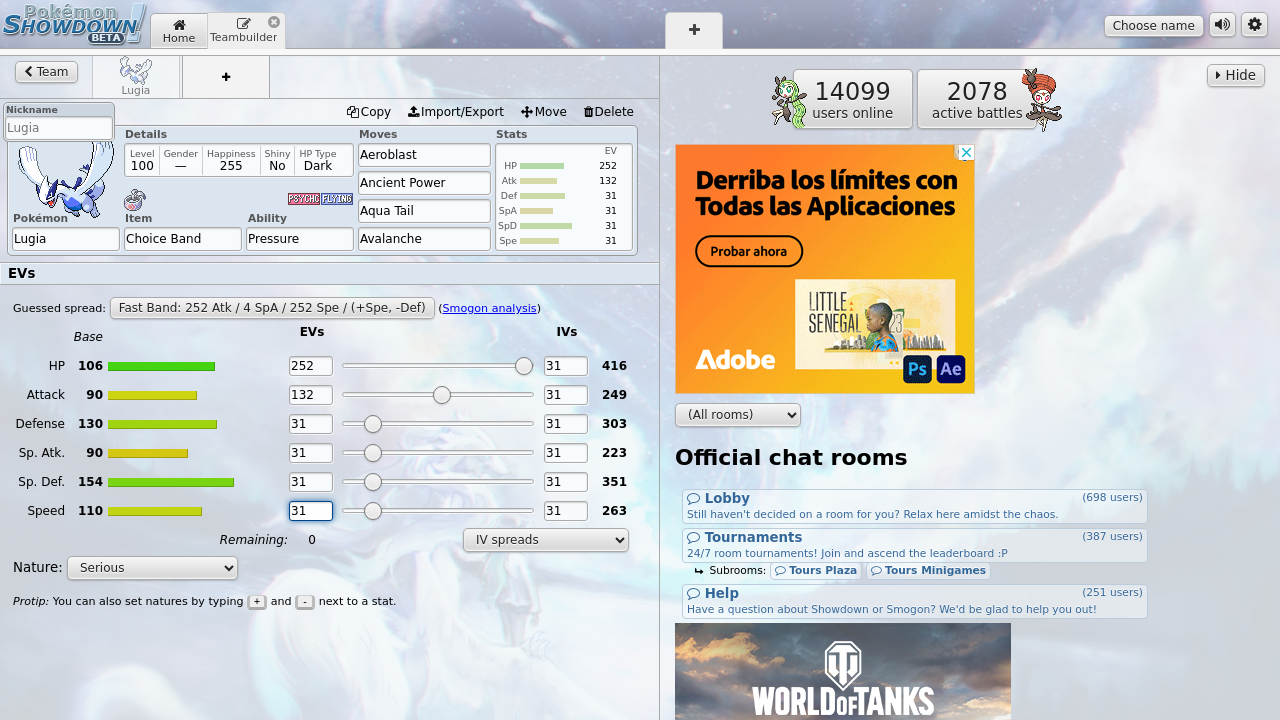 Pokémon
SHOWDOWN!
BETA
Home
Teambuilder
+
Choose name
Team
Lugia
+
Hide
Nickname
Lugia
Copy
Import/Export
Move
Delete
Details
Level
100
Gender
—
Happiness
255
Shiny
No
HP Type
Dark
PSYCHC FLYING
Pokémon
Lugia
Item
Choice Band
Ability
Pressure
Moves
Aeroblast
Ancient Power
Aqua Tail
Avalanche
Stats
EV
HP 252
Atk 132
Def 31
SpA 31
SpD 31
Spe 31
EVs
Guessed spread: Fast Band: 252 Atk / 4 SpA / 252 Spe / (+Spe, -Def) (Smogon analysis)
Base EVs IVs
HP 106 252 31 416
Attack 90 132 31 249
Defense 130 31 31 303
Sp. Atk. 90 31 31 223
Sp. Def. 154 31 31 351
Speed 110 31 31 263
Remaining: 0
IV spreads
Nature: Serious
Protip: You can also set natures by typing + and - next to a stat.
14099
users online
2078
active battles
Derriba los límites con
Todas las Aplicaciones
Probar ahora
LITTLE
SENEGAL
23
Adobe
Ps Ae
(All rooms)
Official chat rooms
Lobby (698 users)
Still haven't decided on a room for you? Relax here amidst the chaos.
Tournaments (387 users)
24/7 room tournaments! Join and ascend the leaderboard :P
Subrooms: Tours Plaza Tours Minigames
Help (251 users)
Have a question about Showdown or Smogon? We'd be glad to help you out!
WORLD OF TANKS